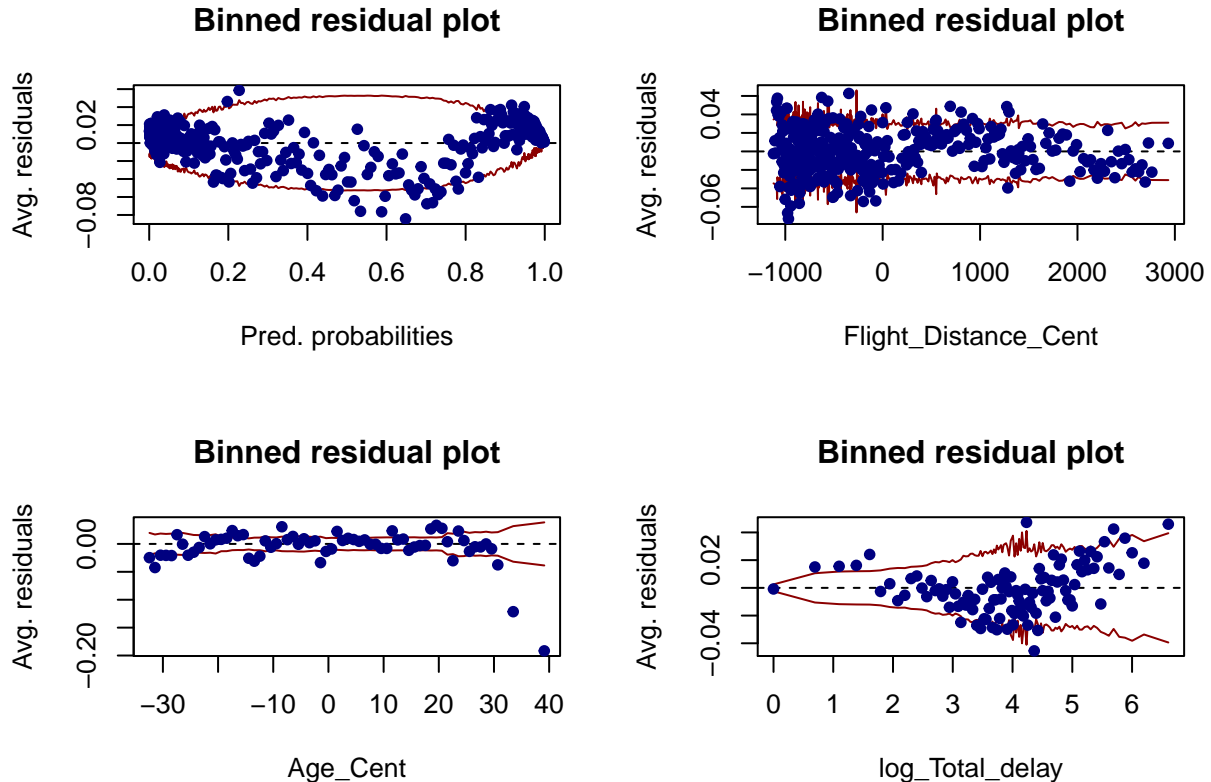 Binned residual plot
Avg. residuals
0.02
−0.08
0.0 0.2 0.4 0.6 0.8 1.0
Pred. probabilities
Binned residual plot
Avg. residuals
0.04
−0.06
−1000 0 1000 2000 3000
Flight_Distance_Cent
Binned residual plot
Avg. residuals
0.00
−0.20
−30 −10 0 10 20 30 40
Age_Cent
Binned residual plot
Avg. residuals
0.02
−0.04
0 1 2 3 4 5 6
log_Total_delay